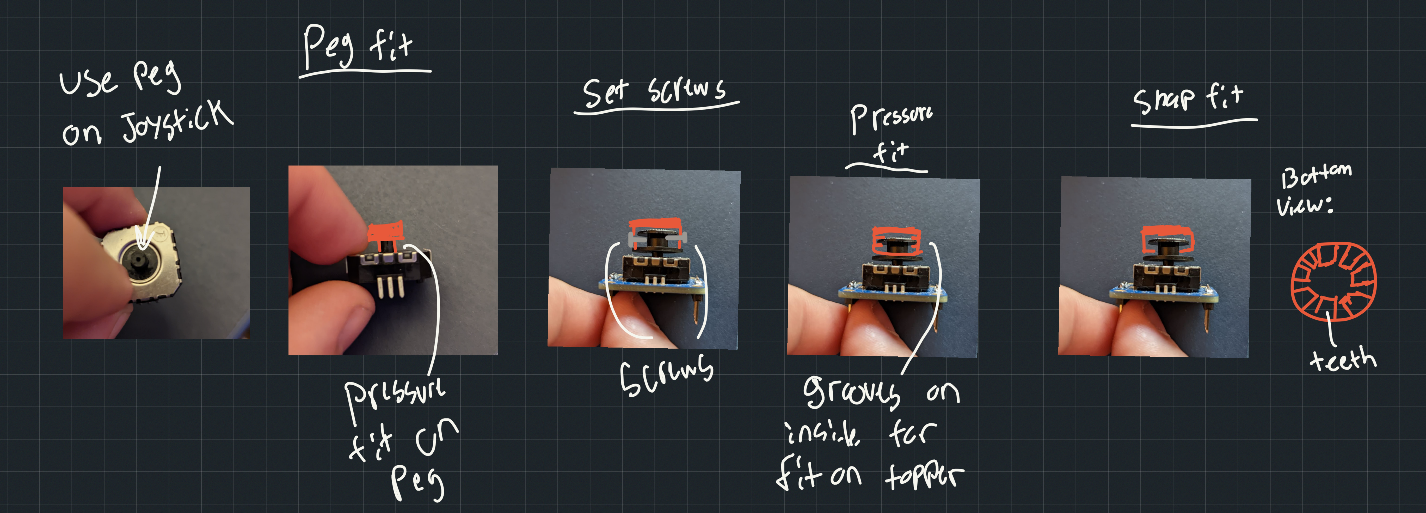 Use Peg
on Joystick
Peg fit
Pressure
fit on
Peg
Set screws
Screws
Pressure
fit
grooves on
inside for
fit on topper
Snap fit
Bottom
View:
teeth